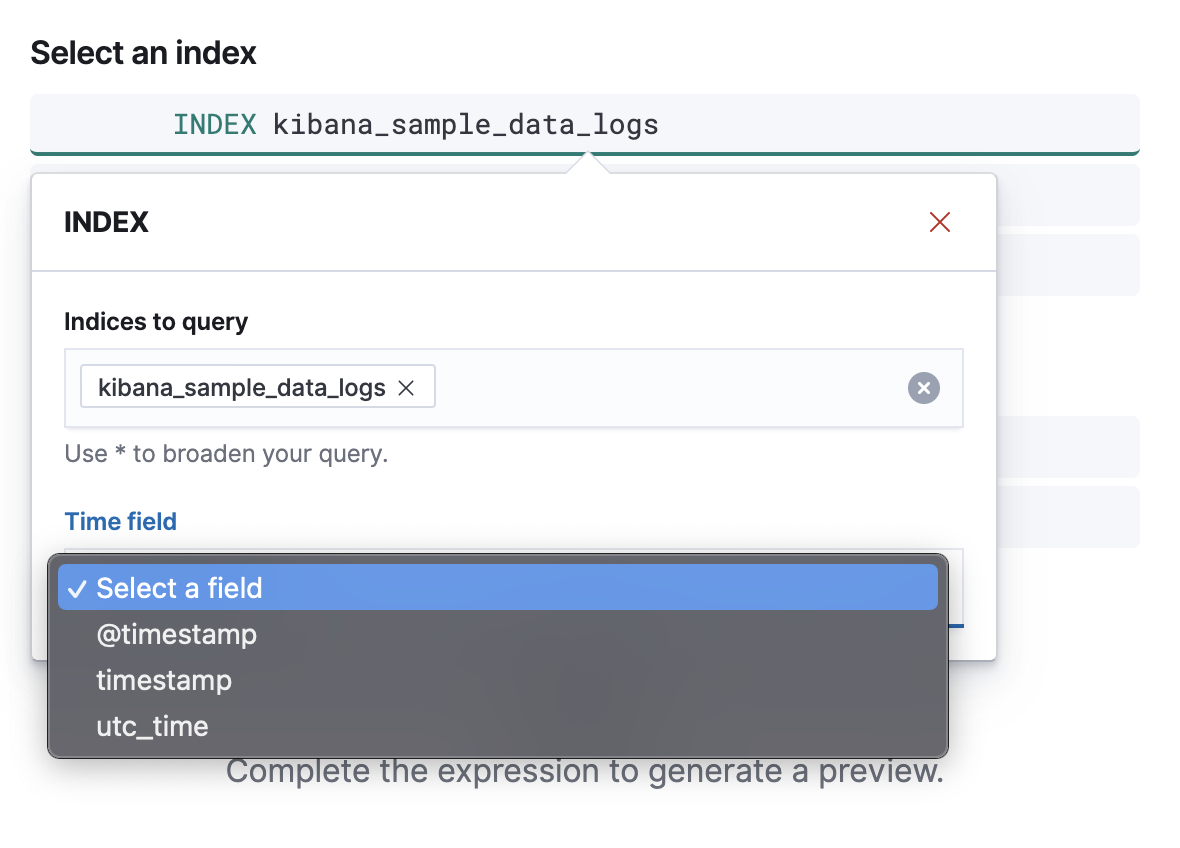 Select an index
INDEX kibana_sample_data_logs
INDEX
Indices to query
kibana_sample_data_logs
Use * to broaden your query.
Time field
Select a field
@timestamp
timestamp
utc_time
Complete the expression to generate a preview.